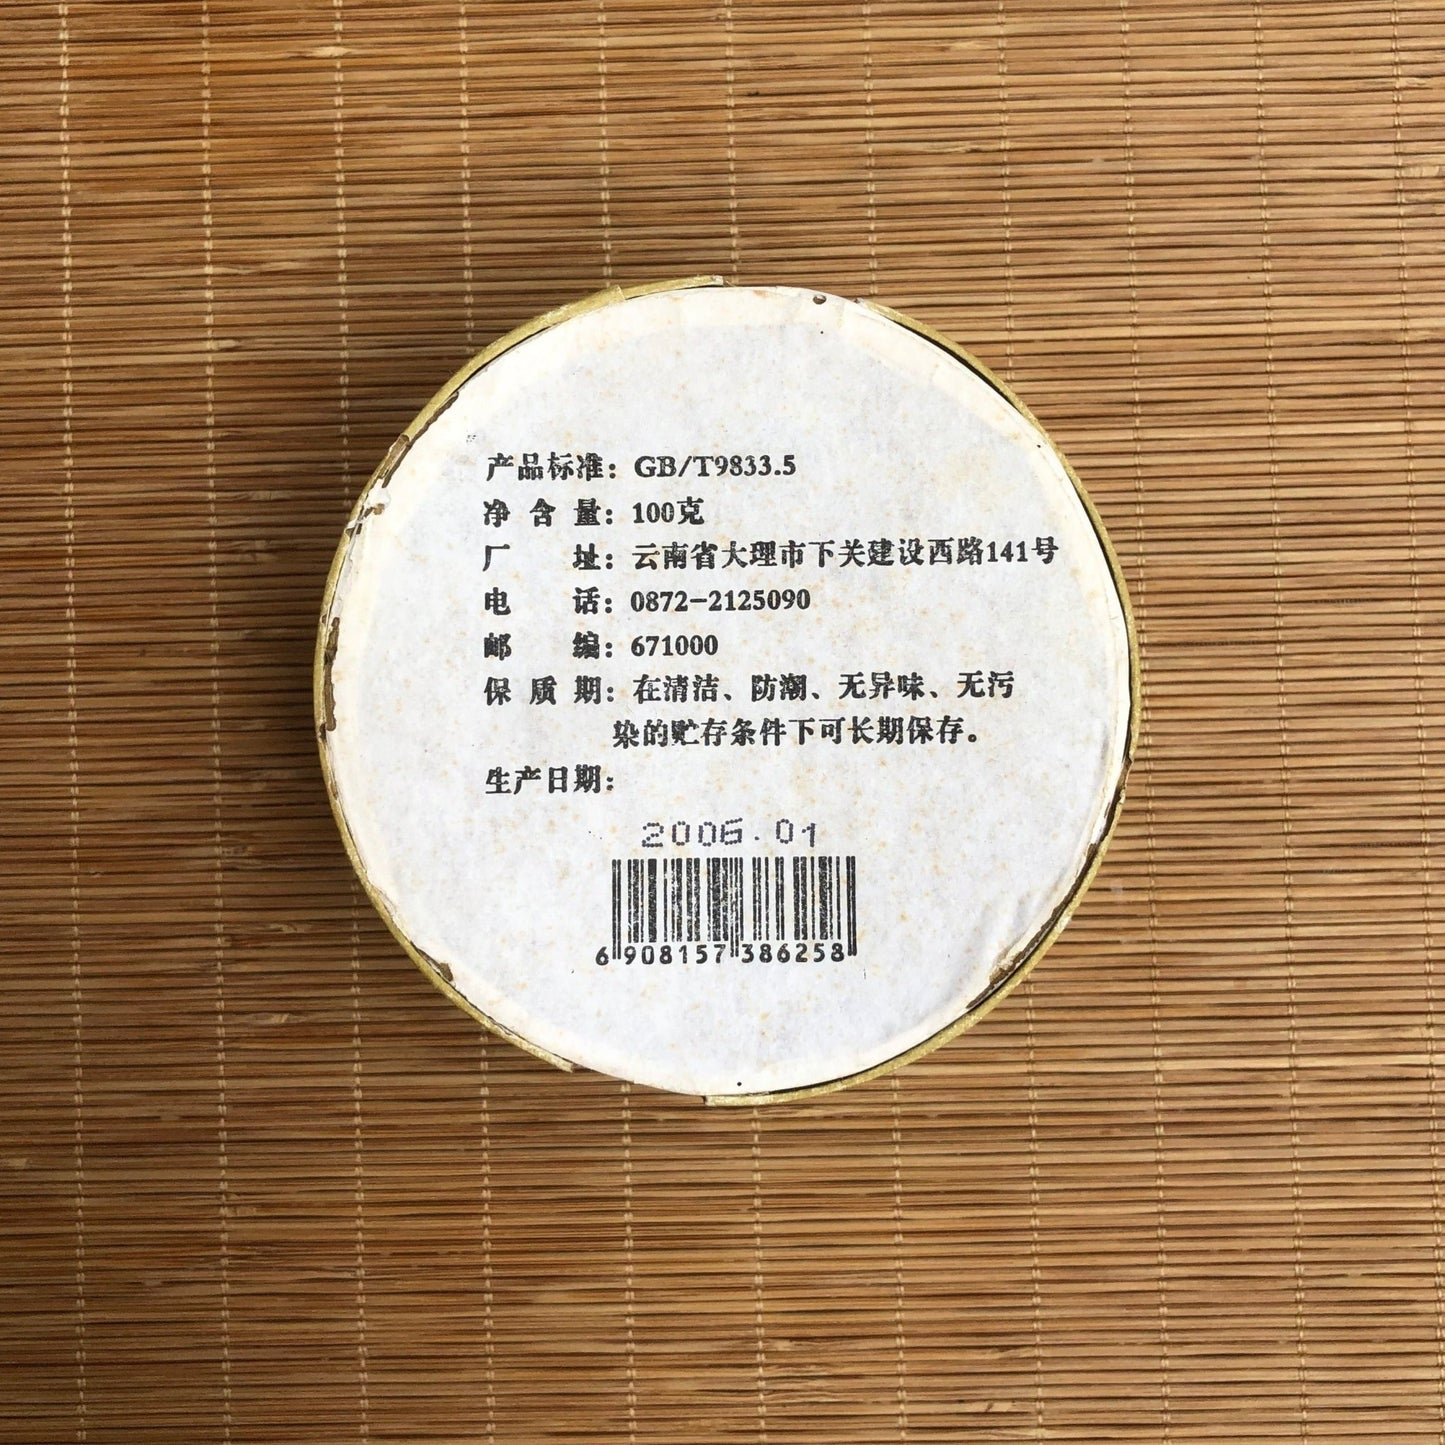 产品标准：GB/T9833.5
净含量：100克
厂址：云南省大理市下关建设西路141号
电话：0872-2125090
邮编：671000
保质期：在清洁、防潮、无异味、无污
染的贮存条件下可长期保存。
生产日期：
2006.01
6 908157 386258